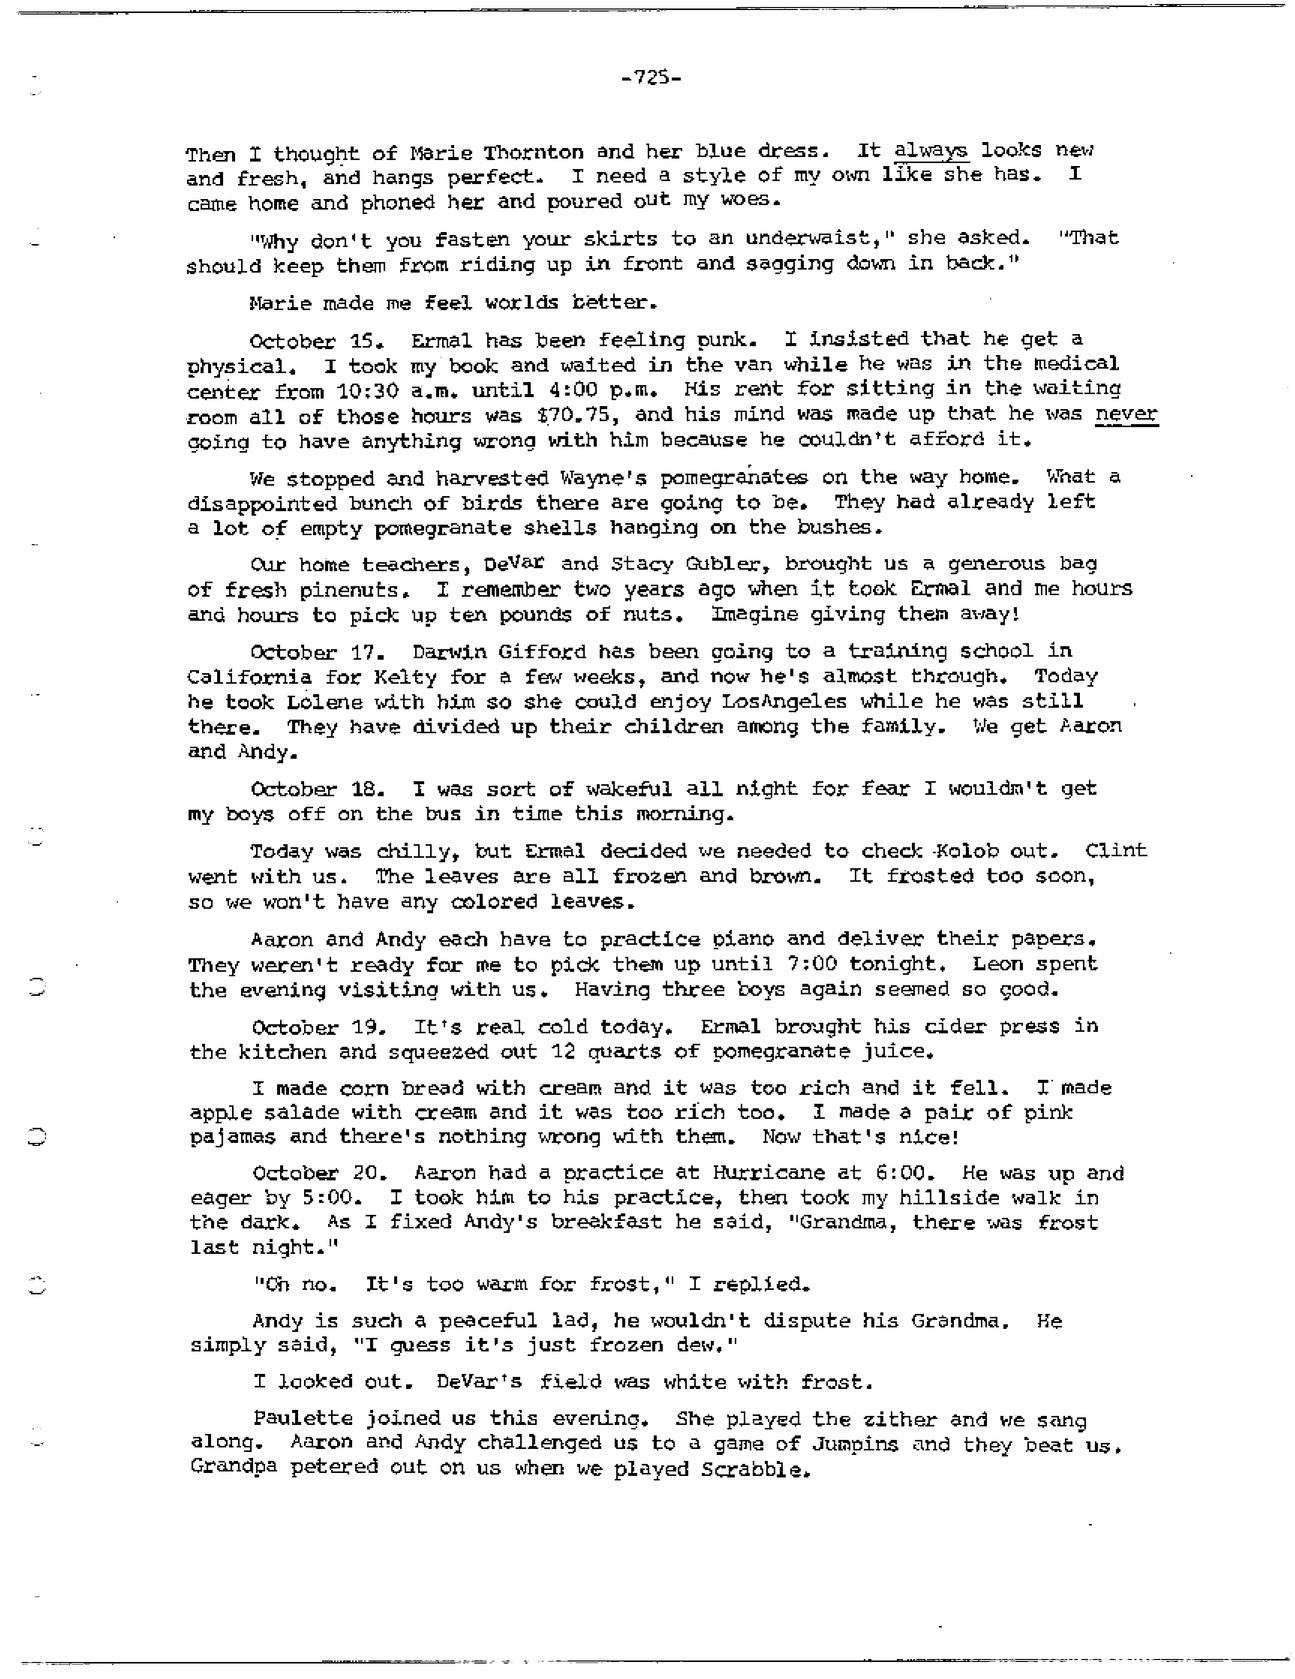 -725-
Then I thought of Marie Thornton and her blue dress. It always looks new
and fresh, and hangs perfect. I need a style of my own like she has. I
came home and phoned her and poured out my woes.
"Why don't you fasten your skirts to an underwaist," she asked. "That
should keep them from riding up in front and sagging down in back."
Marie made me feel worlds better.
October 15. Ermal has been feeling punk. I insisted that he get a
physical. I took my book and waited in the van while he was in the medical
center from 10:30 a.m. until 4:00 p.m. His rent for sitting in the waiting
room all of those hours was $70.75, and his mind was made up that he was never
going to have anything wrong with him because he couldn't afford it.
We stopped and harvested Wayne's pomegranates on the way home. What a
disappointed bunch of birds there are going to be. They had already left
a lot of empty pomegranate shells hanging on the bushes.
Our home teachers, DeVar and Stacy Gubler, brought us a generous bag
of fresh pinenuts. I remember two years ago when it took Ermal and me hours
and hours to pick up ten pounds of nuts. Imagine giving them away!
October 17. Darwin Gifford has been going to a training school in
California for Kelty for a few weeks, and now he's almost through. Today
he took Lolene with him so she could enjoy LosAngeles while he was still
there. They have divided up their children among the family. We get Aaron
and Andy.
October 18. I was sort of wakeful all night for fear I wouldn't get
my boys off on the bus in time this morning.
Today was chilly, but Ermal decided we needed to check Kolob out. Clint
went with us. The leaves are all frozen and brown. It frosted too soon,
so we won't have any colored leaves.
Aaron and Andy each have to practice piano and deliver their papers.
They weren't ready for me to pick them up until 7:00 tonight. Leon spent
the evening visiting with us. Having three boys again seemed so good.
October 19. It's real cold today. Ermal brought his cider press in
the kitchen and squeezed out 12 quarts of pomegranate juice.
I made corn bread with cream and it was too rich and it fell. I made
apple salade with cream and it was too rich too. I made a pair of pink
pajamas and there's nothing wrong with them. Now that's nice!
October 20. Aaron had a practice at Hurricane at 6:00. He was up and
eager by 5:00. I took him to his practice, then took my hillside walk in
the dark. As I fixed Andy's breakfast he said, "Grandma, there was frost
last night."
"Oh no. It's too warm for frost," I replied.
Andy is such a peaceful lad, he wouldn't dispute his Grandma. He
simply said, "I guess it's just frozen dew."
I looked out. DeVar's field was white with frost.
Paulette joined us this evening. She played the zither and we sang
along. Aaron and Andy challenged us to a game of Jumpins and they beat us.
Grandpa petered out on us when we played Scrabble.